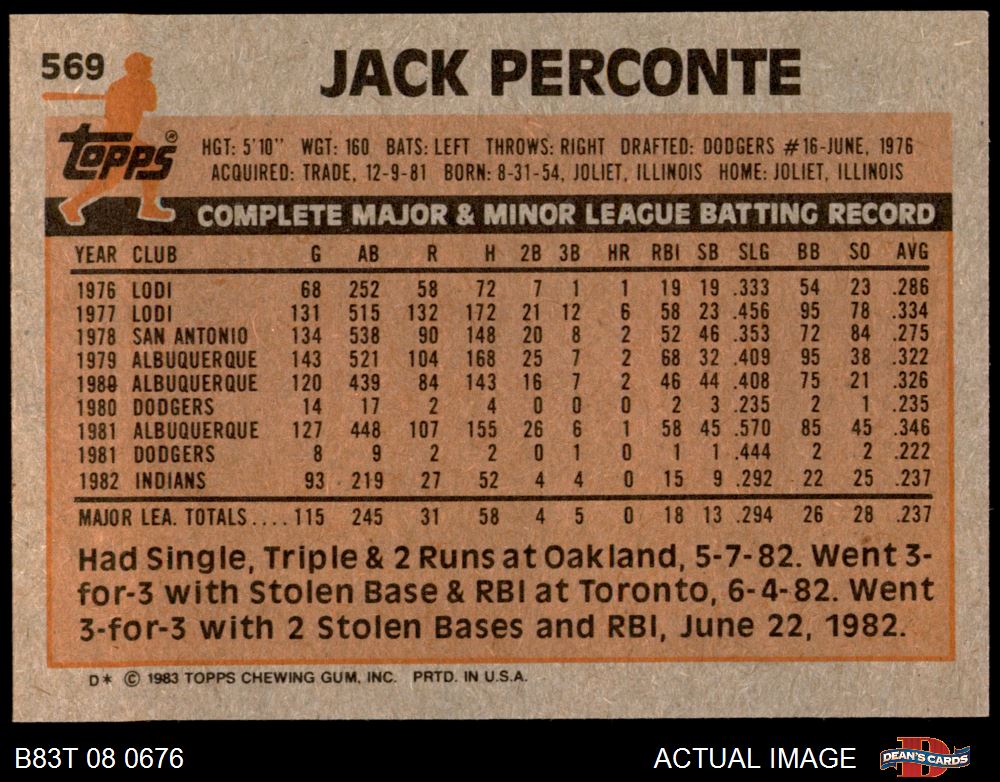 569
JACK PERCONTE
topps®
HGT: 5'10" WGT: 160 BATS: LEFT THROWS: RIGHT DRAFTED: DODGERS #16-JUNE, 1976
ACQUIRED: TRADE, 12-9-81 BORN: 8-31-54, JOLIET, ILLINOIS HOME: JOLIET, ILLINOIS
COMPLETE MAJOR & MINOR LEAGUE BATTING RECORD
YEAR CLUB G AB R H 2B 3B HR RBI SB SLG BB SO AVG
1976 LODI 68 252 58 72 7 1 1 19 19 .333 54 23 .286
1977 LODI 131 515 132 172 21 12 6 58 23 .456 95 78 .334
1978 SAN ANTONIO 134 538 90 148 20 8 2 52 46 .353 72 84 .275
1979 ALBUQUERQUE 143 521 104 168 25 7 2 68 32 .409 95 38 .322
1980 ALBUQUERQUE 120 439 84 143 16 7 2 46 44 .408 75 21 .326
1980 DODGERS 14 17 2 4 0 0 0 2 3 .235 2 1 .235
1981 ALBUQUERQUE 127 448 107 155 26 6 1 58 45 .570 85 45 .346
1981 DODGERS 8 9 2 2 0 1 0 1 1 .444 2 2 .222
1982 INDIANS 93 219 27 52 4 4 0 15 9 .292 22 25 .237
MAJOR LEA. TOTALS.... 115 245 31 58 4 5 0 18 13 .294 26 28 .237
Had Single, Triple & 2 Runs at Oakland, 5-7-82. Went 3-
for-3 with Stolen Base & RBI at Toronto, 6-4-82. Went
3-for-3 with 2 Stolen Bases and RBI, June 22, 1982.
D* © 1983 TOPPS CHEWING GUM, INC. PRTD. IN U.S.A.
B83T 08 0676
ACTUAL IMAGE
DEAN'S CARDS